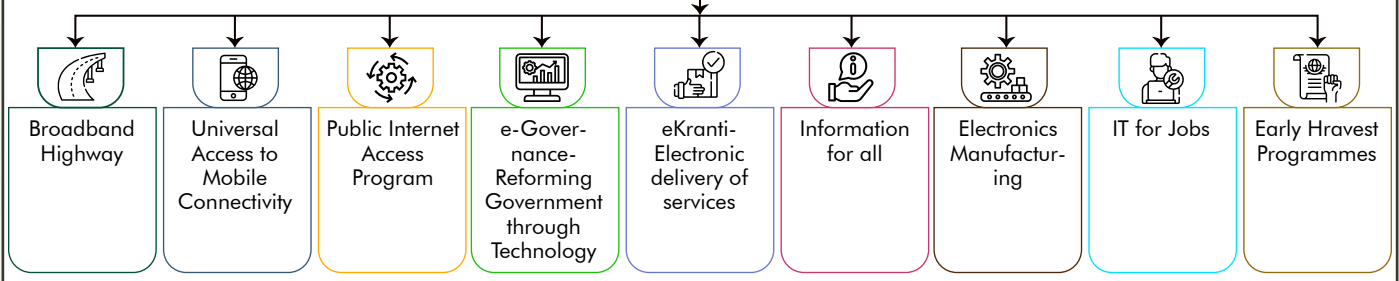 Broadband
Highway
Universal
Access to
Mobile
Connectivity
Public Internet
Access
Program
e-Gover-
nance-
Reforming
Government
through
Technology
eKranti-
Electronic
delivery of
services
Information
for all
Electronics
Manufactur-
ing
IT for Jobs
Early Hravest
Programmes